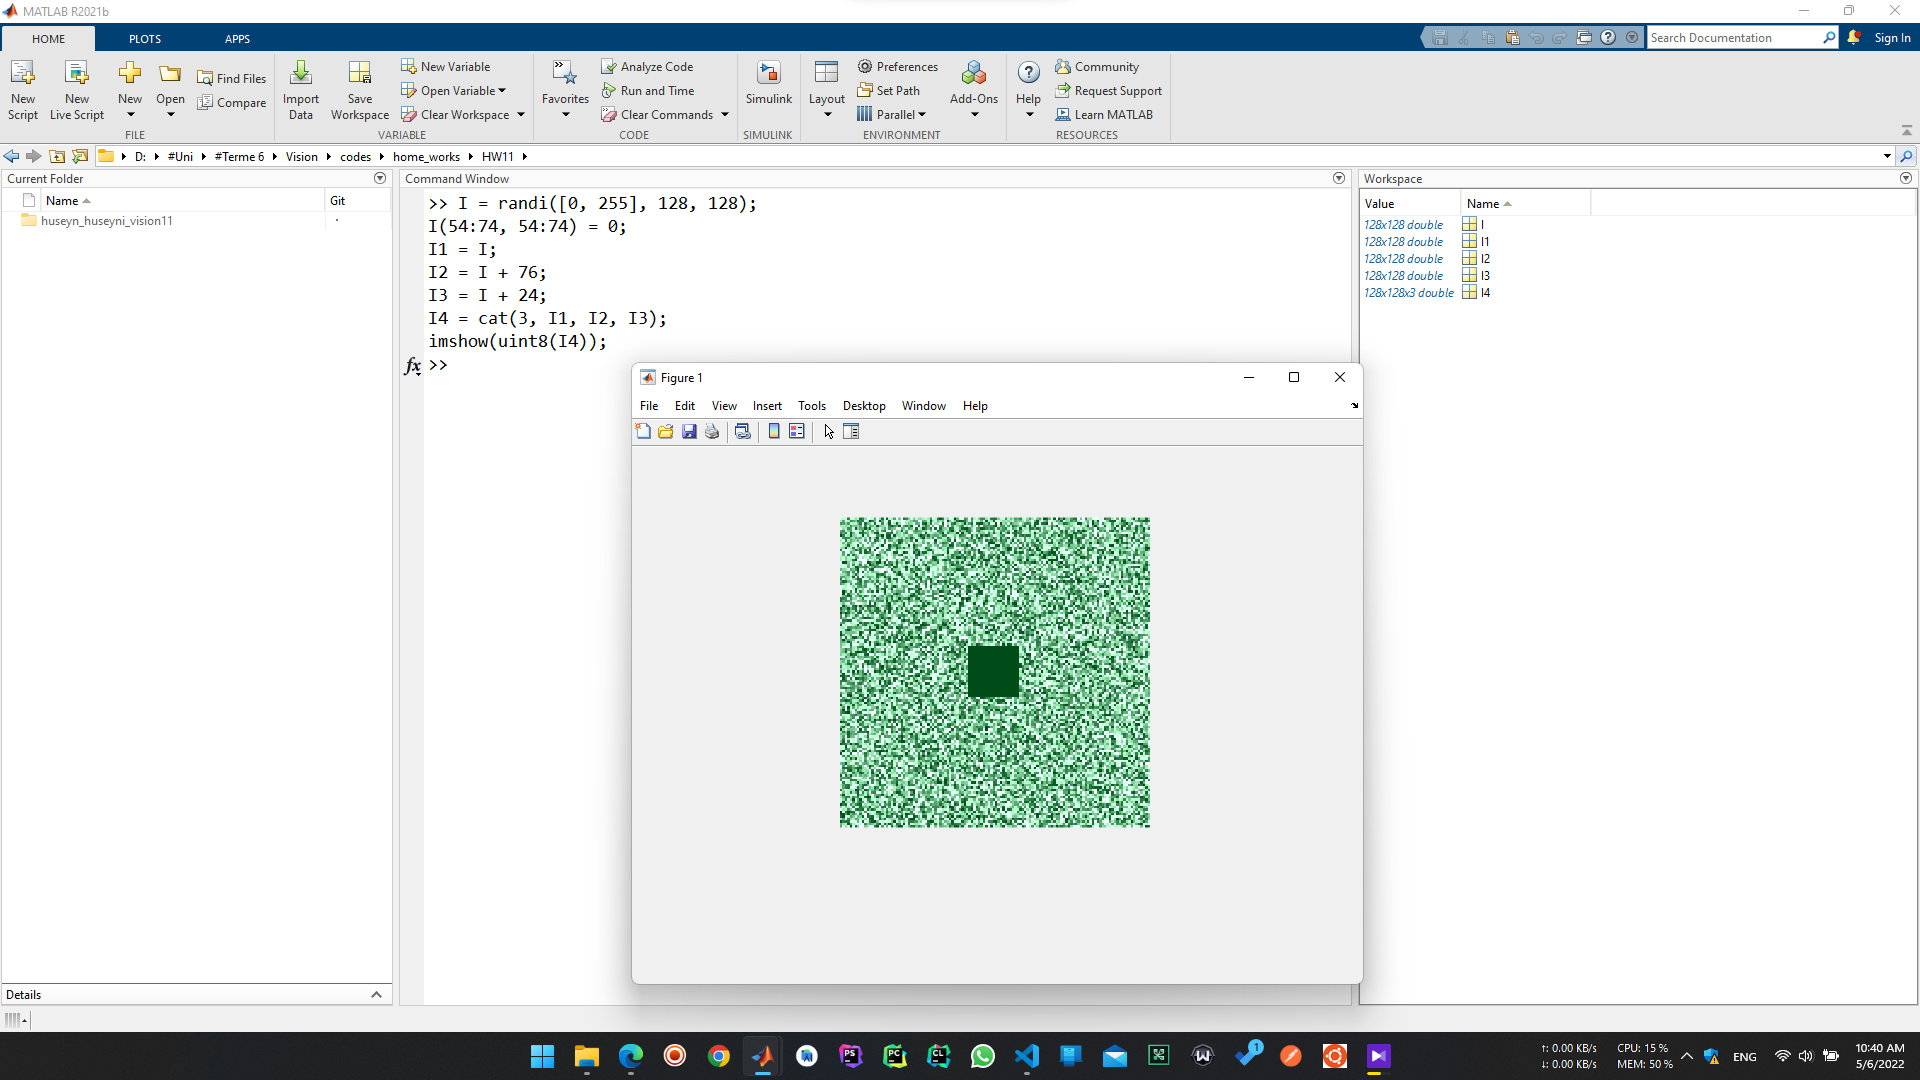 MATLAB R2021b
HOME
PLOTS
APPS
Search Documentation
Sign In
New Script
New Live Script
New
Open
Find Files
Compare
FILE
Import Data
Save Workspace
New Variable
Open Variable
Clear Workspace
VARIABLE
Favorites
Analyze Code
Run and Time
Clear Commands
CODE
Simulink
SIMULINK
Layout
Preferences
Set Path
Parallel
Add-Ons
ENVIRONMENT
Help
Community
Request Support
Learn MATLAB
RESOURCES
D: #Uni #Terme 6 Vision codes home_works HW11
Current Folder
Name Git
huseyn_huseyni_vision11
Details
Command Window
>> I = randi([0, 255], 128, 128);
I(54:74, 54:74) = 0;
I1 = I;
I2 = I + 76;
I3 = I + 24;
I4 = cat(3, I1, I2, I3);
imshow(uint8(I4));
fx >>
Figure 1
File Edit View Insert Tools Desktop Window Help
Workspace
Value Name
128x128 double I
128x128 double I1
128x128 double I2
128x128 double I3
128x128x3 double I4
PS
PC
CL
1
↑: 0.00 KB/s
↓: 0.00 KB/s
CPU: 15 %
MEM: 50 %
ENG
10:40 AM
5/6/2022